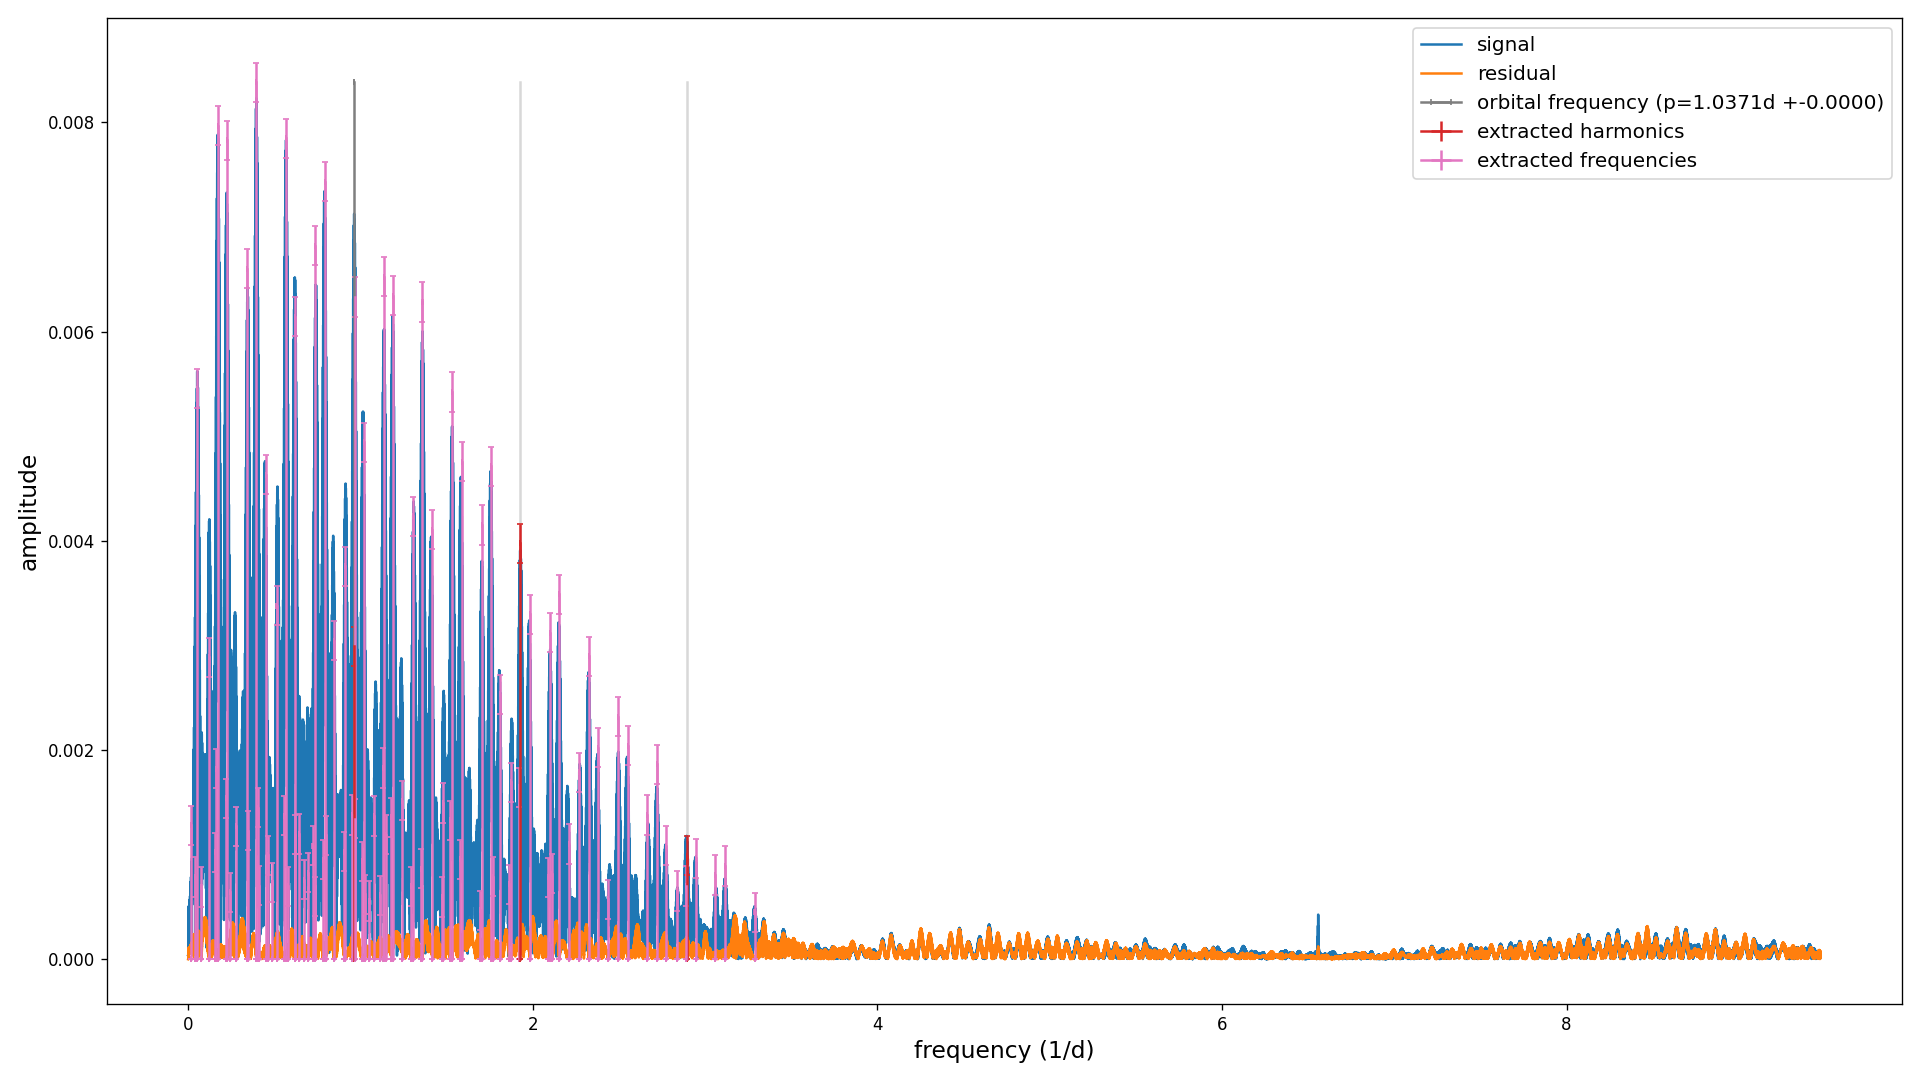 signal
residual
orbital frequency (p=1.0371d +-0.0000)
extracted harmonics
extracted frequencies
0.008
0.006
0.004
0.002
0.000
amplitude
0 2 4 6 8
frequency (1/d)